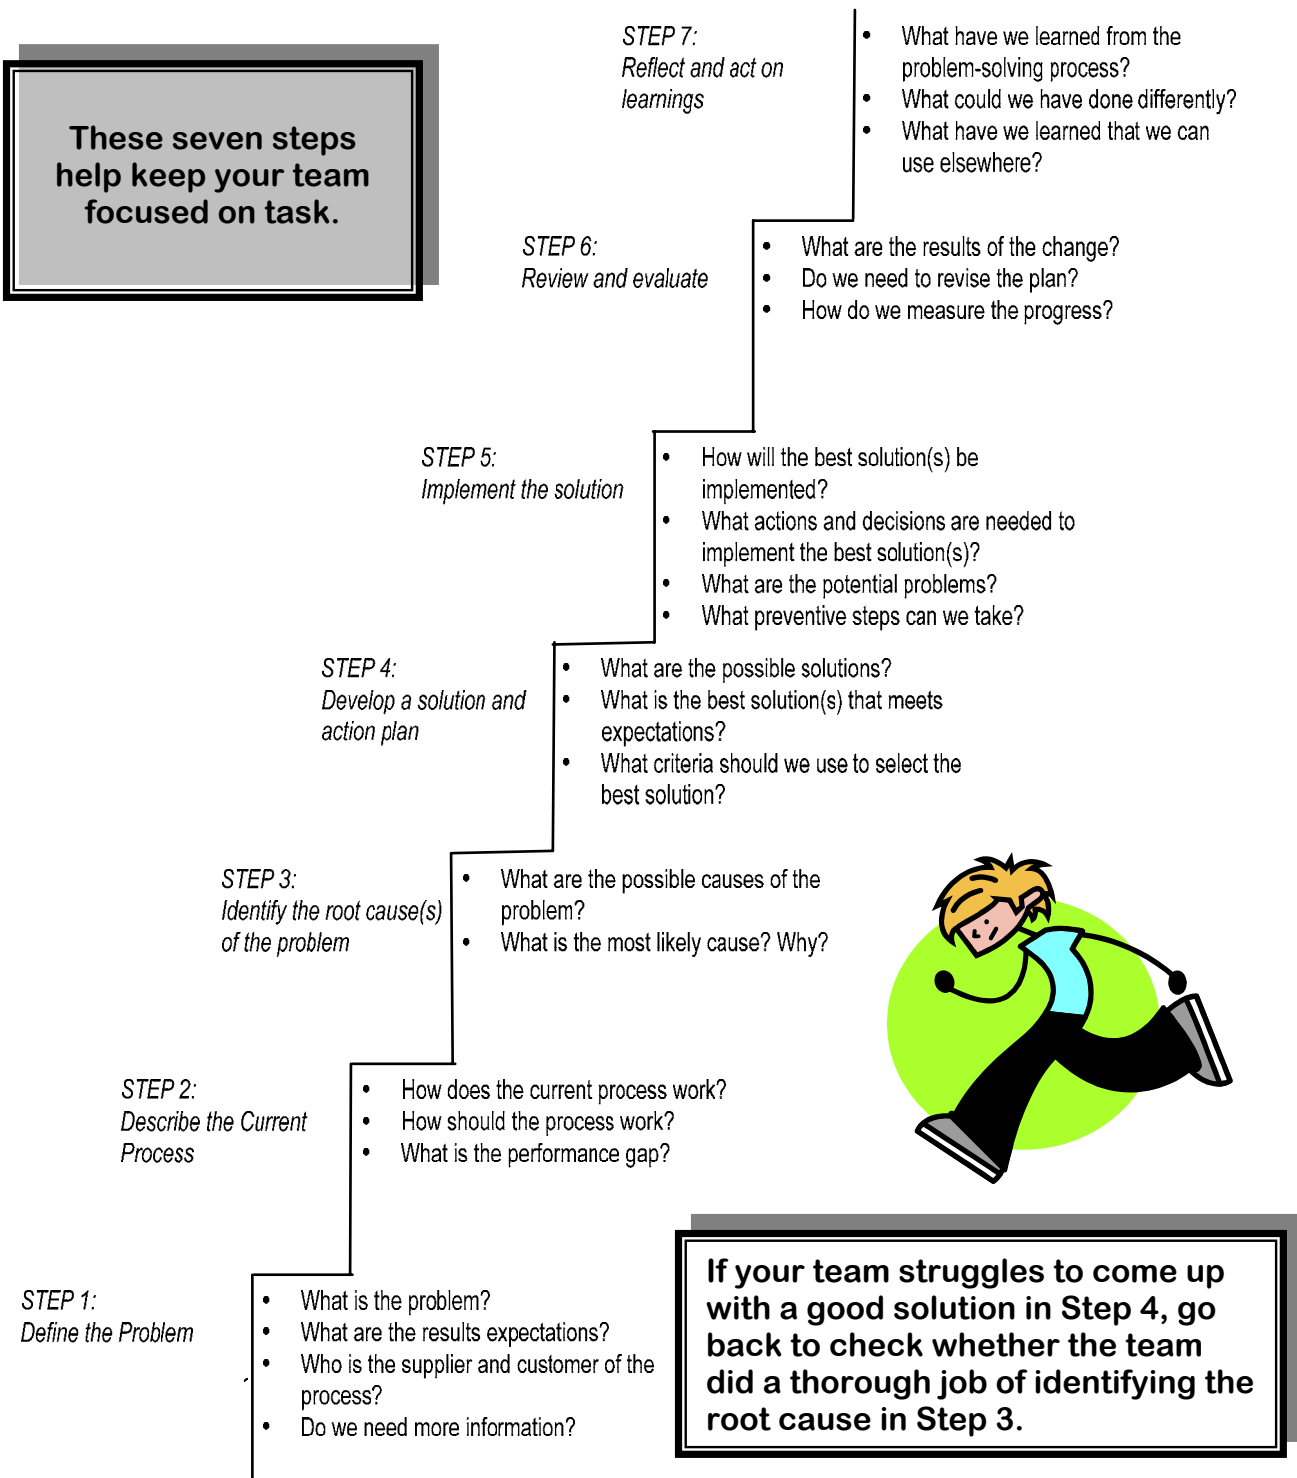 These seven steps
help keep your team
focused on task.
STEP 7:
Reflect and act on
learnings
• What have we learned from the
problem-solving process?
• What could we have done differently?
• What have we learned that we can
use elsewhere?
STEP 6:
Review and evaluate
• What are the results of the change?
• Do we need to revise the plan?
• How do we measure the progress?
STEP 5:
Implement the solution
• How will the best solution(s) be
implemented?
• What actions and decisions are needed to
implement the best solution(s)?
• What are the potential problems?
• What preventive steps can we take?
STEP 4:
Develop a solution and
action plan
• What are the possible solutions?
• What is the best solution(s) that meets
expectations?
• What criteria should we use to select the
best solution?
STEP 3:
Identify the root cause(s)
of the problem
• What are the possible causes of the
problem?
• What is the most likely cause? Why?
STEP 2:
Describe the Current
Process
• How does the current process work?
• How should the process work?
• What is the performance gap?
STEP 1:
Define the Problem
• What is the problem?
• What are the results expectations?
• Who is the supplier and customer of the
process?
• Do we need more information?
If your team struggles to come up
with a good solution in Step 4, go
back to check whether the team
did a thorough job of identifying the
root cause in Step 3.